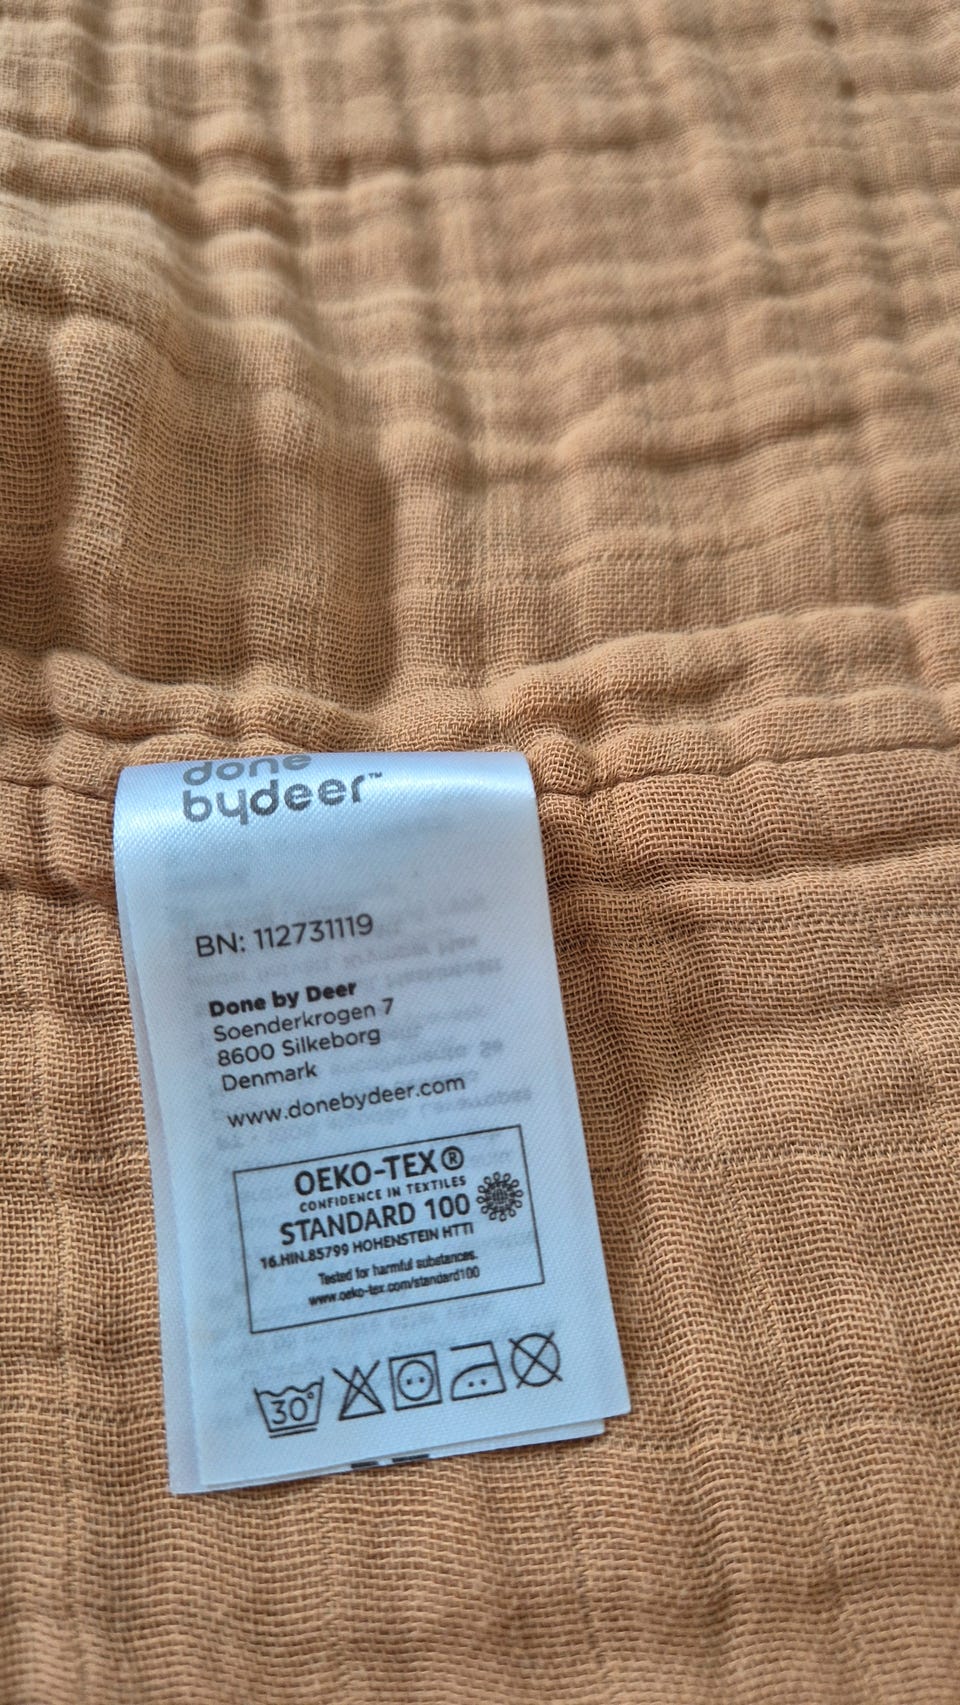 done
bydeer™
BN: 112731119
Done by Deer
Soenderkrogen 7
8600 Silkeborg
Denmark
www.donebydeer.com
OEKO-TEX®
CONFIDENCE IN TEXTILES
STANDARD 100
16.HIN.85799 HOHENSTEIN HTTI
Tested for harmful substances.
www.oeko-tex.com/standard100
30°